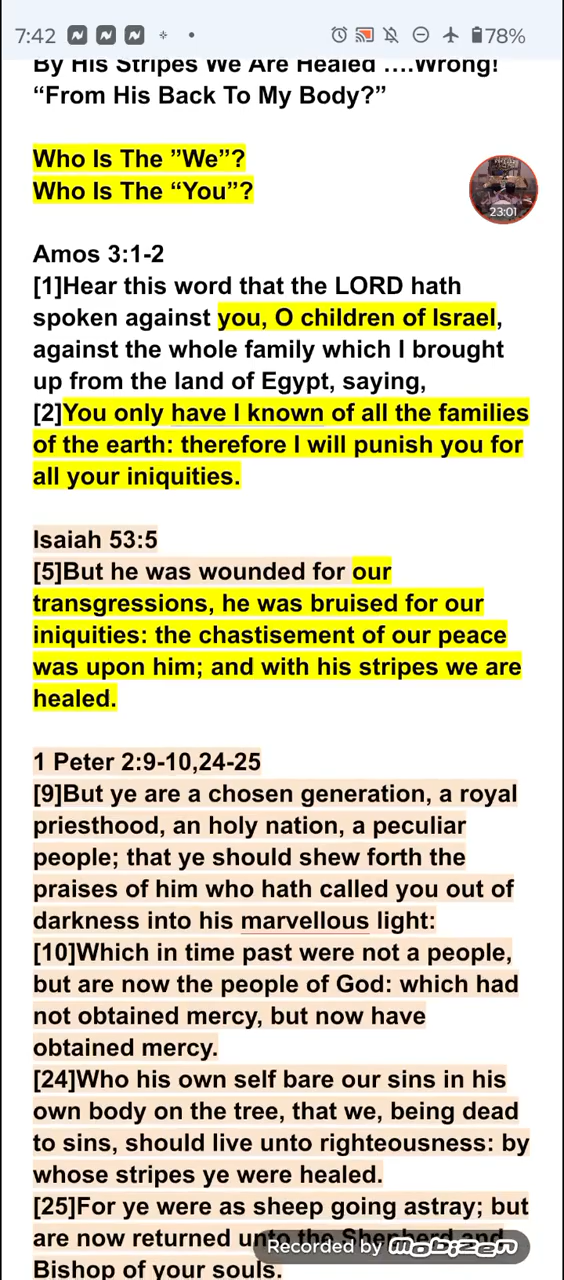 7:42
78%
By His Stripes We Are Healed ....Wrong!
“From His Back To My Body?”
Who Is The ”We”?
Who Is The “You”?
23:01
Amos 3:1-2
[1]Hear this word that the LORD hath
spoken against you, O children of Israel,
against the whole family which I brought
up from the land of Egypt, saying,
[2]You only have I known of all the families
of the earth: therefore I will punish you for
all your iniquities.
Isaiah 53:5
[5]But he was wounded for our
transgressions, he was bruised for our
iniquities: the chastisement of our peace
was upon him; and with his stripes we are
healed.
1 Peter 2:9-10,24-25
[9]But ye are a chosen generation, a royal
priesthood, an holy nation, a peculiar
people; that ye should shew forth the
praises of him who hath called you out of
darkness into his marvellous light:
[10]Which in time past were not a people,
but are now the people of God: which had
not obtained mercy, but now have
obtained mercy.
[24]Who his own self bare our sins in his
own body on the tree, that we, being dead
to sins, should live unto righteousness: by
whose stripes ye were healed.
[25]For ye were as sheep going astray; but
are now returned unto the Shepherd and
Recorded by mobizen
Bishop of your souls.